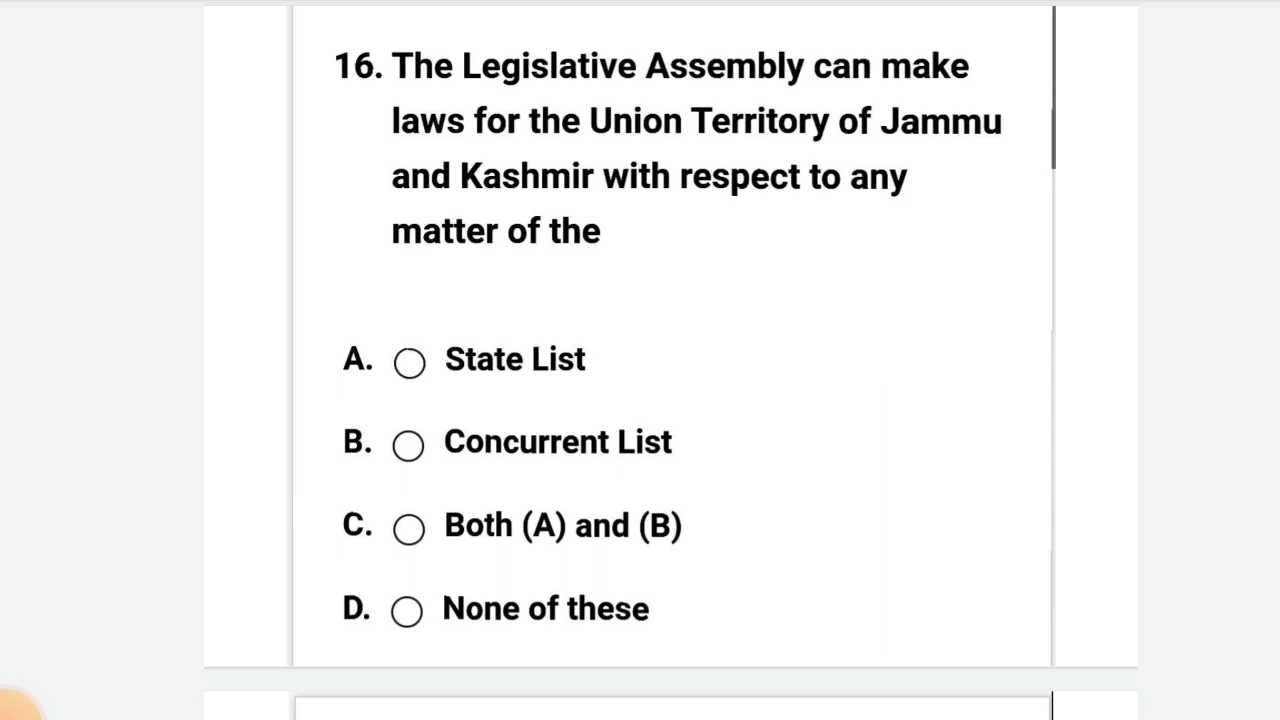 16. The Legislative Assembly can make
laws for the Union Territory of Jammu
and Kashmir with respect to any
matter of the
A. State List
B. Concurrent List
C. Both (A) and (B)
D. None of these